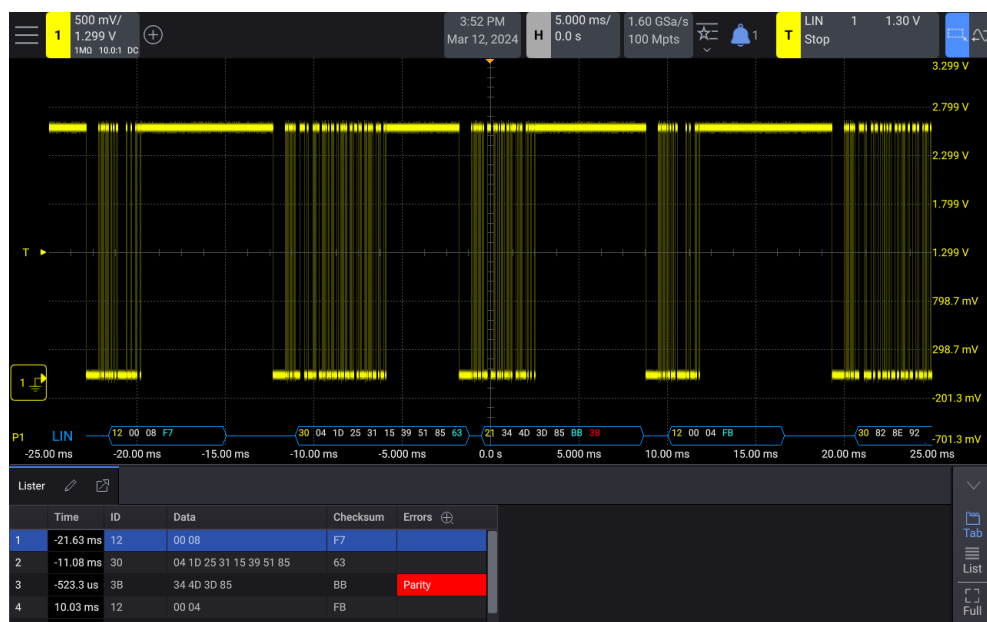 1 500 mV/ 1.299 V 1MΩ 10.0:1 DC
3:52 PM Mar 12, 2024
H 5.000 ms/ 0.0 s
1.60 GSa/s 100 Mpts
1
T LIN 1 1.30 V Stop
3.299 V
2.799 V
2.299 V
1.799 V
T
1.299 V
798.7 mV
298.7 mV
1
-201.3 mV
P1 LIN 12 00 08 F7 30 04 1D 25 31 15 39 51 85 63 21 34 4D 3D 85 BB 3B 12 00 04 FB 30 82 8E 92
-701.3 mV
-25.00 ms -20.00 ms -15.00 ms -10.00 ms -5.000 ms 0.0 s 5.000 ms 10.00 ms 15.00 ms 20.00 ms 25.00 ms
Lister
Time ID Data Checksum Errors
1 -21.63 ms 12 00 08 F7
2 -11.08 ms 30 04 1D 25 31 15 39 51 85 63
3 -523.3 us 3B 34 4D 3D 85 BB Parity
4 10.03 ms 12 00 04 FB
Tab
List
Full